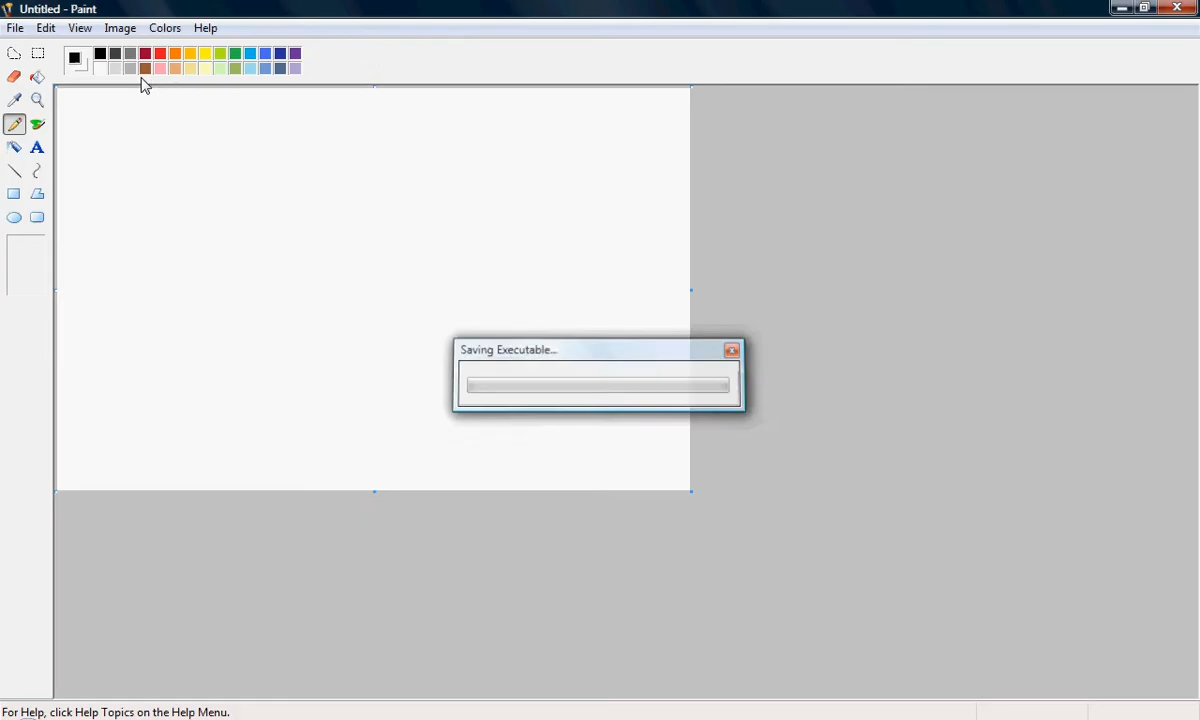 Untitled - Paint
File Edit View Image Colors Help
A
Saving Executable...
For Help, click Help Topics on the Help Menu.